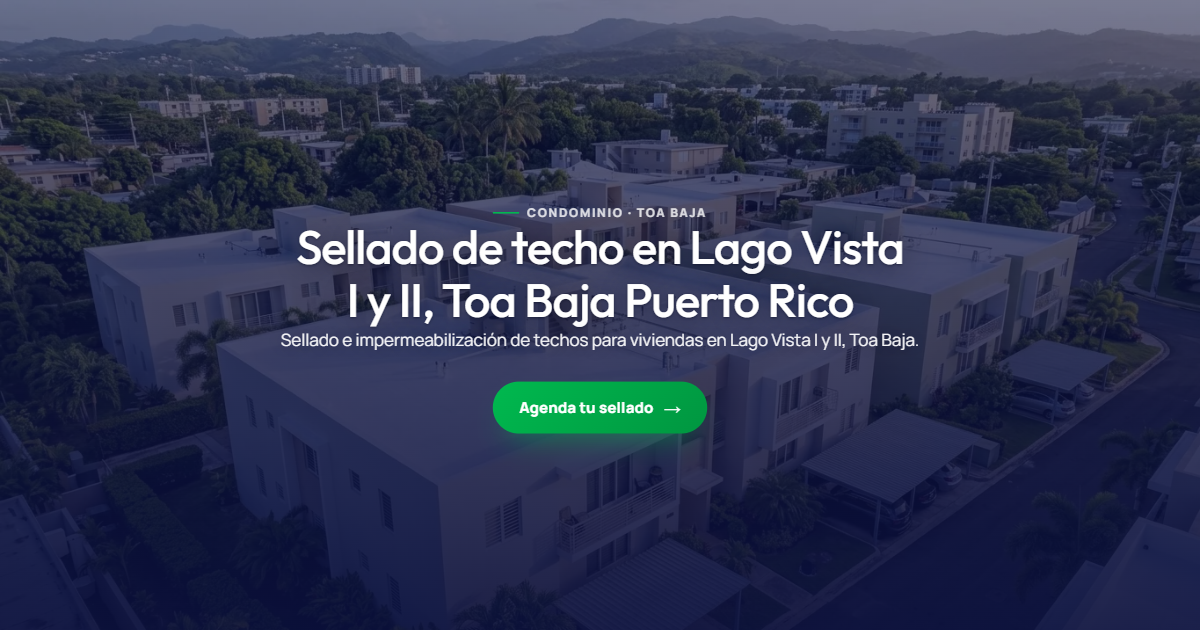 CONDOMINIO · TOA BAJA
Sellado de techo en Lago Vista
I y II, Toa Baja Puerto Rico
Sellado e impermeabilización de techos para viviendas en Lago Vista I y II, Toa Baja.
Agenda tu sellado →